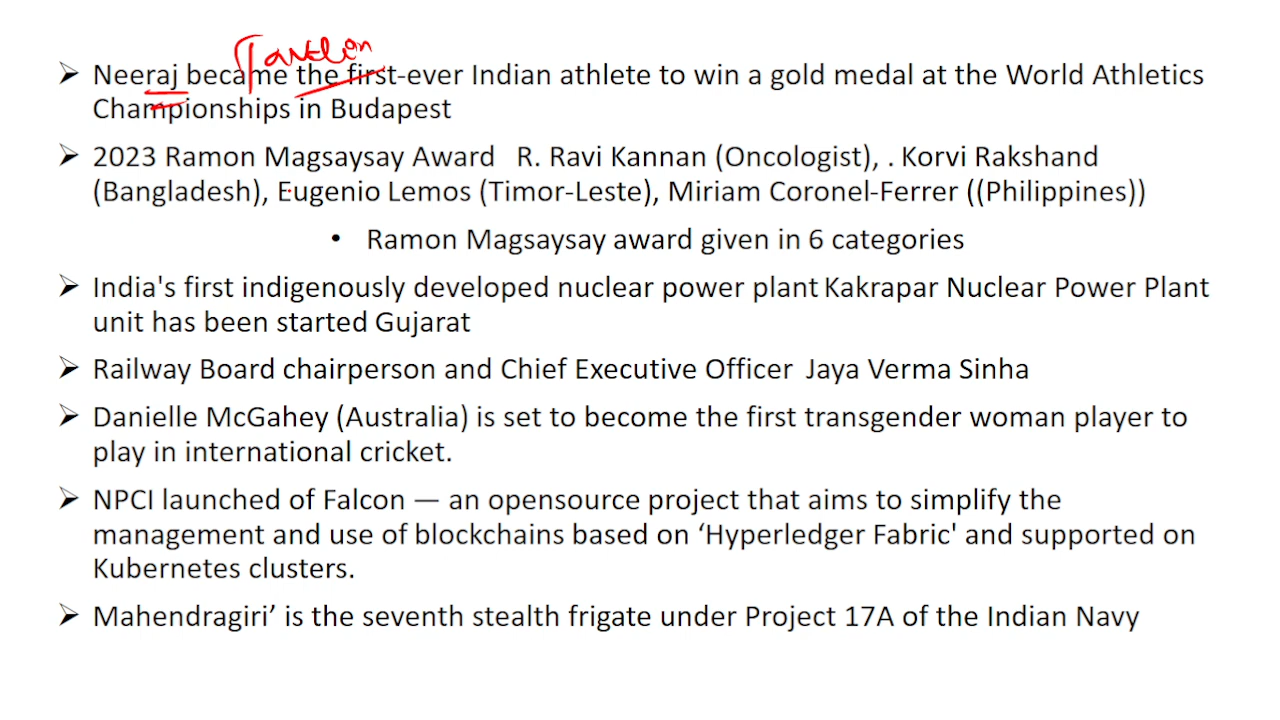 Neeraj became the first-ever Indian athlete to win a gold medal at the World Athletics
Championships in Budapest
2023 Ramon Magsaysay Award R. Ravi Kannan (Oncologist), . Korvi Rakshand
(Bangladesh), Eugenio Lemos (Timor-Leste), Miriam Coronel-Ferrer ((Philippines))
• Ramon Magsaysay award given in 6 categories
India's first indigenously developed nuclear power plant Kakrapar Nuclear Power Plant
unit has been started Gujarat
Railway Board chairperson and Chief Executive Officer Jaya Verma Sinha
Danielle McGahey (Australia) is set to become the first transgender woman player to
play in international cricket.
NPCI launched of Falcon — an opensource project that aims to simplify the
management and use of blockchains based on ‘Hyperledger Fabric' and supported on
Kubernetes clusters.
Mahendragiri’ is the seventh stealth frigate under Project 17A of the Indian Navy